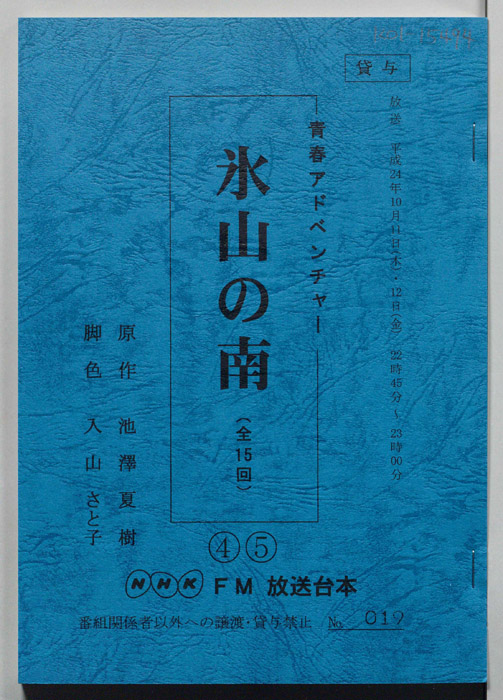 貸与
放送 平成24年10月11日(木)・12日(金) 22時45分~23時00分
青春アドベンチャー
氷山の南
(全15回)
原作 池澤夏樹
脚色 入山さと子
④⑤
NHK FM 放送台本
番組関係者以外への譲渡・貸与禁止 No. 019